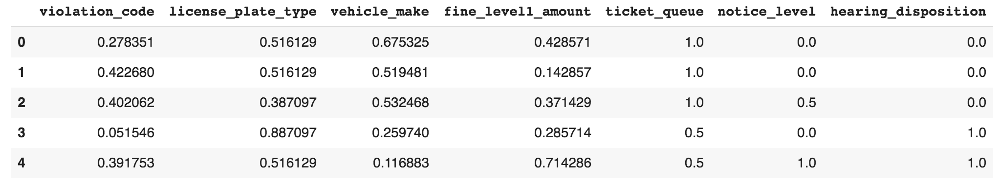 violation_code license_plate_type vehicle_make fine_level1_amount ticket_queue notice_level hearing_disposition
0 0.278351 0.516129 0.675325 0.428571 1.0 0.0 0.0
1 0.422680 0.516129 0.519481 0.142857 1.0 0.0 0.0
2 0.402062 0.387097 0.532468 0.371429 1.0 0.5 0.0
3 0.051546 0.887097 0.259740 0.285714 0.5 0.0 1.0
4 0.391753 0.516129 0.116883 0.714286 0.5 1.0 1.0